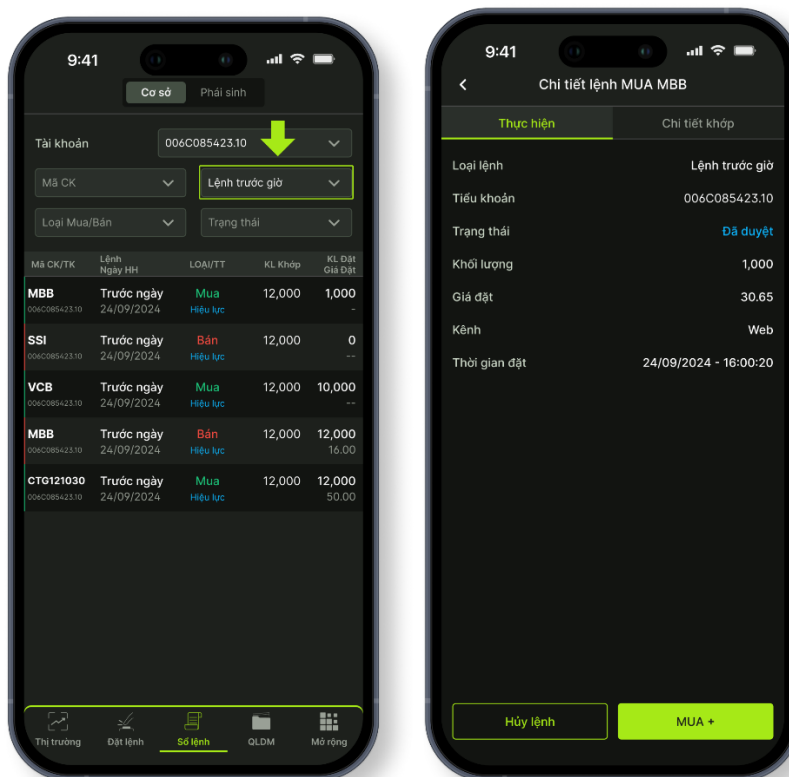 9:41
Cơ sở Phái sinh
Tài khoản 006C085423.10
Mã CK Lệnh trước giờ
Loại Mua/Bán Trạng thái
Mã CK/TK Lệnh Ngày HH LOẠI/TT KL Khớp KL Đặt Giá Đặt
MBB Trước ngày Mua 12,000 1,000
006C085423.10 24/09/2024 Hiệu lực -
SSI Trước ngày Bán 12,000 0
006C085423.10 24/09/2024 Hiệu lực --
VCB Trước ngày Mua 12,000 10,000
006C085423.10 24/09/2024 Hiệu lực --
MBB Trước ngày Bán 12,000 12,000
006C085423.10 24/09/2024 Hiệu lực 16.00
CTG121030 Trước ngày Mua 12,000 12,000
006C085423.10 24/09/2024 Hiệu lực 50.00
Thị trường Đặt lệnh Sổ lệnh QLDM Mở rộng
9:41
Chi tiết lệnh MUA MBB
Thực hiện Chi tiết khớp
Loại lệnh Lệnh trước giờ
Tiểu khoản 006C085423.10
Trạng thái Đã duyệt
Khối lượng 1,000
Giá đặt 30.65
Kênh Web
Thời gian đặt 24/09/2024 - 16:00:20
Hủy lệnh MUA +